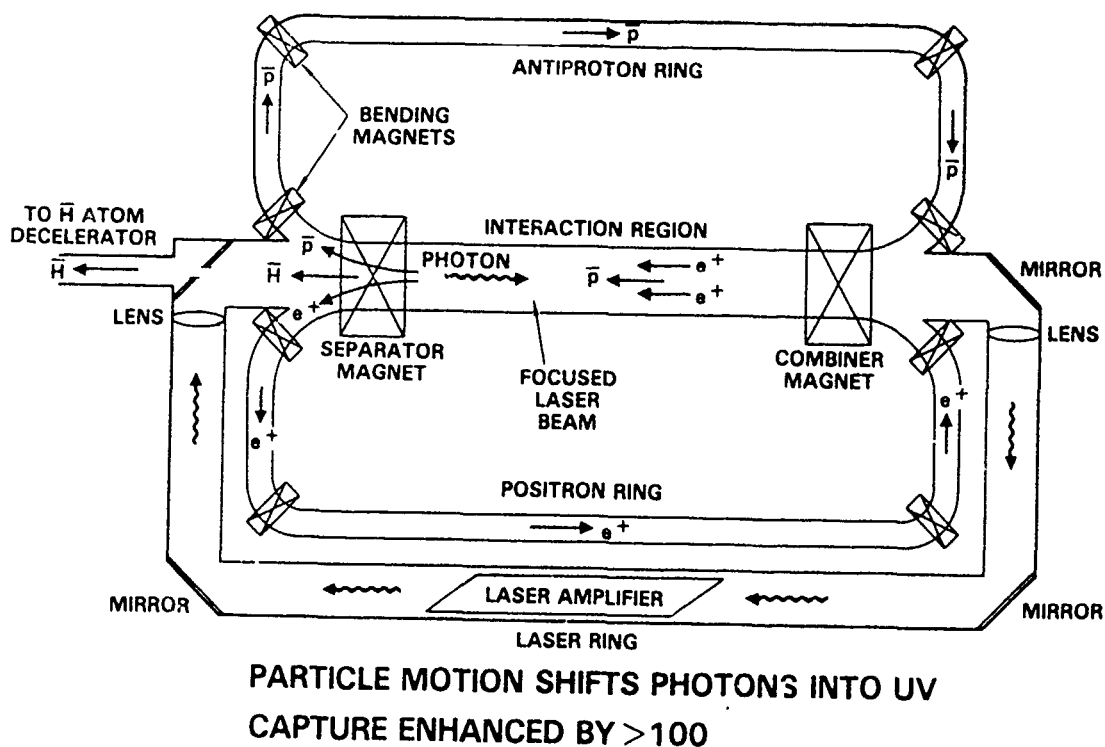 p̅
ANTIPROTON RING
p̅
BENDING
MAGNETS
p̅
TO H̅ ATOM
DECELERATOR
INTERACTION REGION
p̅
PHOTON
e⁺
MIRROR
H̅
H̅
p̅
e⁺
e⁺
LENS
LENS
SEPARATOR
MAGNET
COMBINER
MAGNET
FOCUSED
LASER
BEAM
e⁺
e⁺
POSITRON RING
e⁺
LASER AMPLIFIER
MIRROR
MIRROR
LASER RING
PARTICLE MOTION SHIFTS PHOTONS INTO UV
CAPTURE ENHANCED BY >100